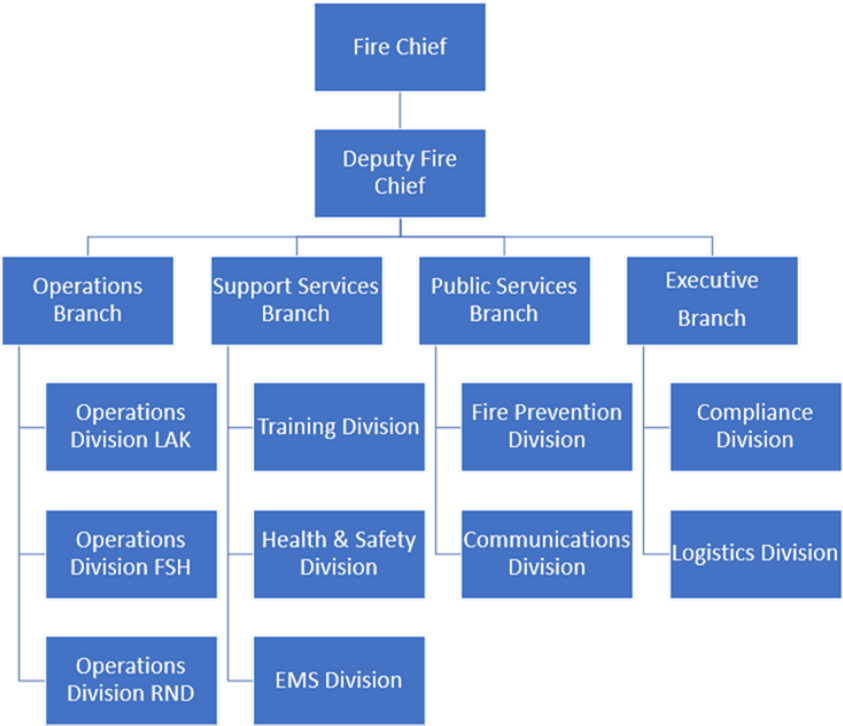 Fire Chief
Deputy Fire
Chief
Operations
Branch
Support Services
Branch
Public Services
Branch
Executive
Branch
Operations
Division LAK
Training Division
Fire Prevention
Division
Compliance
Division
Operations
Division FSH
Health & Safety
Division
Communications
Division
Logistics Division
Operations
Division RND
EMS Division